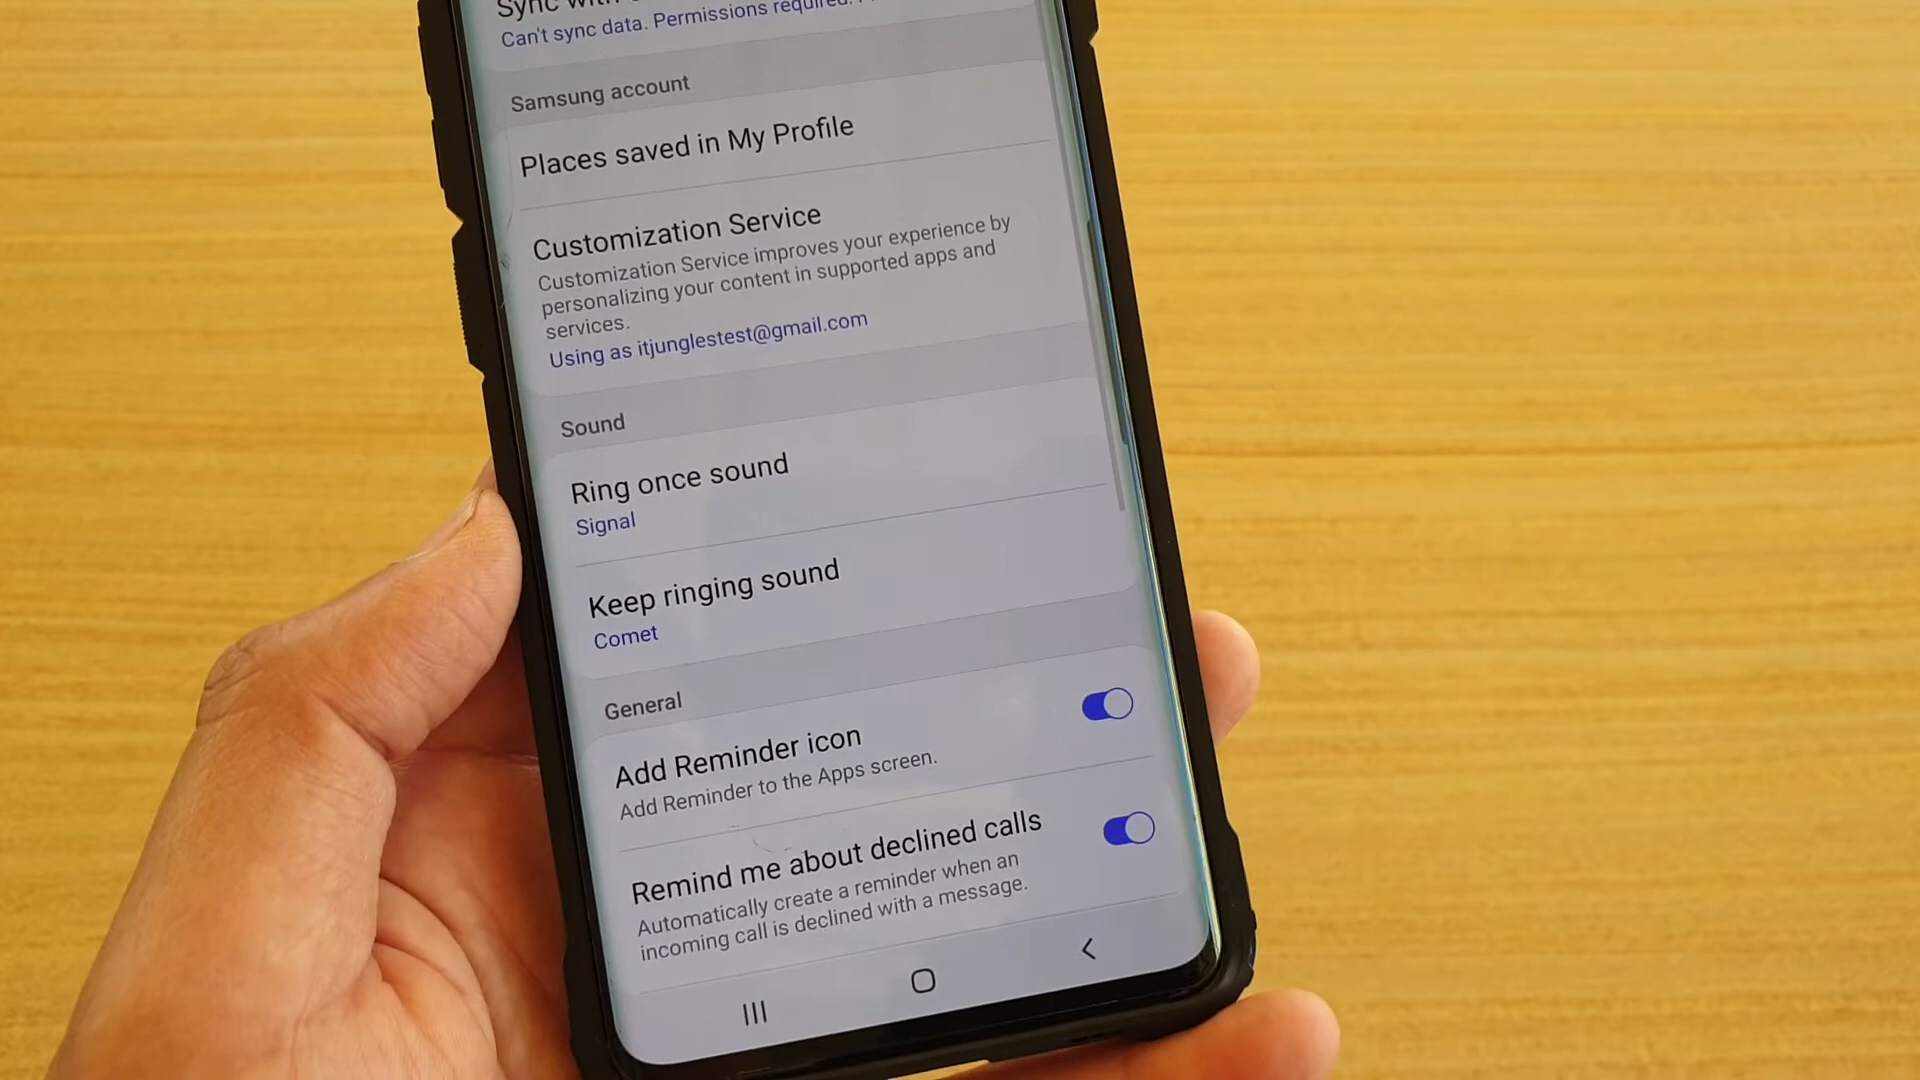 Sync with
Can't sync data. Permissions required.
Samsung account
Places saved in My Profile
Customization Service
Customization Service improves your experience by
personalizing your content in supported apps and
services.
Using as itjunglestest@gmail.com
Sound
Ring once sound
Signal
Keep ringing sound
Comet
General
Add Reminder icon
Add Reminder to the Apps screen.
Remind me about declined calls
Automatically create a reminder when an
incoming call is declined with a message.